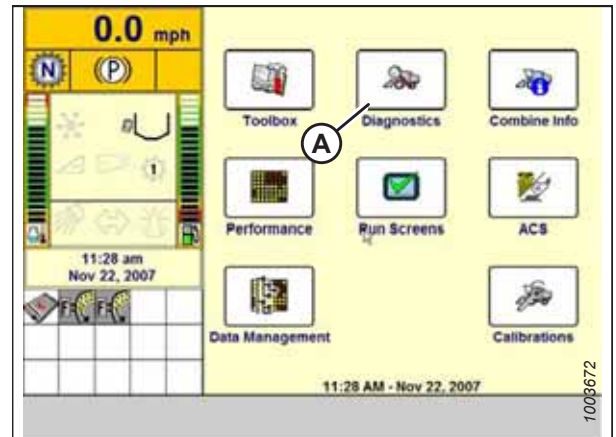 0.0 mph
N
(P)
1
11:28 am
Nov 22, 2007
F
F
Toolbox
Diagnostics
Combine Info
A
Performance
Run Screens
ACS
Data Management
Calibrations
11:28 AM - Nov 22, 2007
1003672